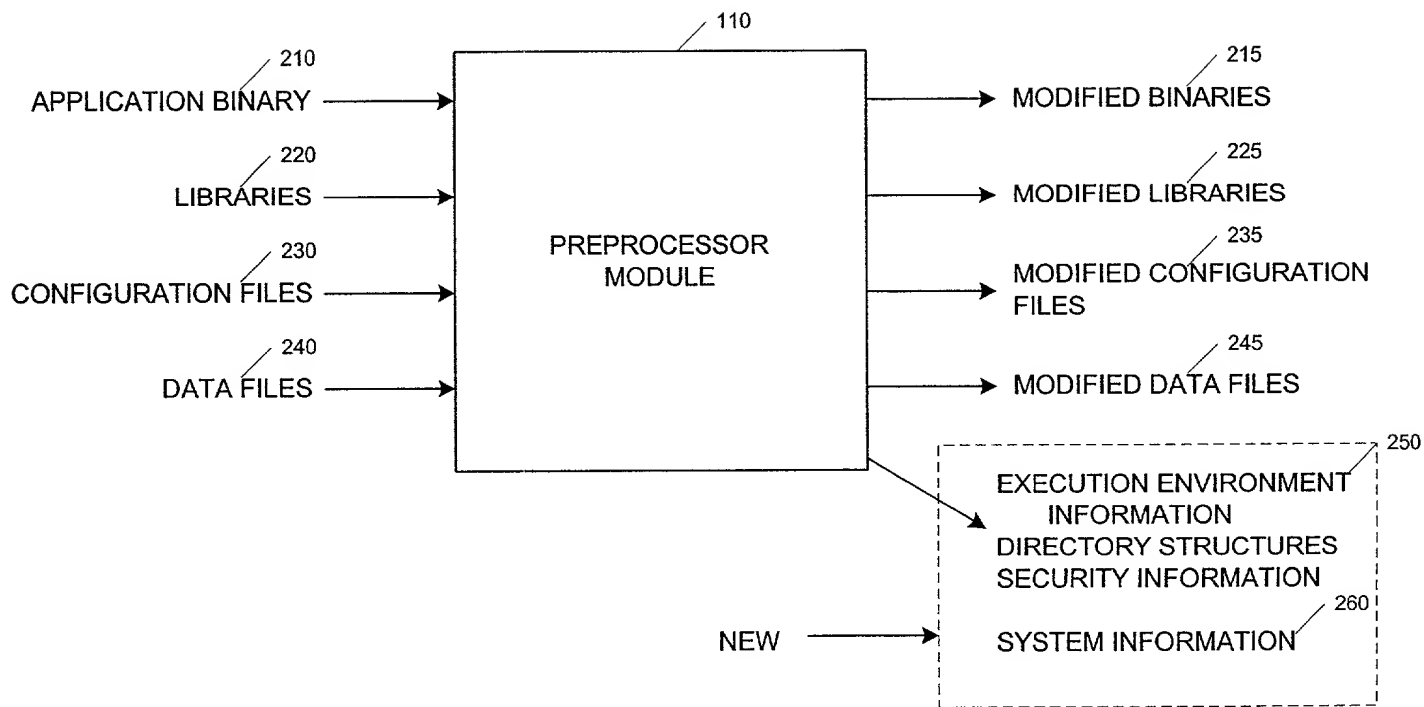 110
210
APPLICATION BINARY
220
LIBRARIES
230
CONFIGURATION FILES
240
DATA FILES
PREPROCESSOR
MODULE
215
MODIFIED BINARIES
225
MODIFIED LIBRARIES
235
MODIFIED CONFIGURATION
FILES
245
MODIFIED DATA FILES
250
EXECUTION ENVIRONMENT
INFORMATION
DIRECTORY STRUCTURES
SECURITY INFORMATION
260
NEW
SYSTEM INFORMATION